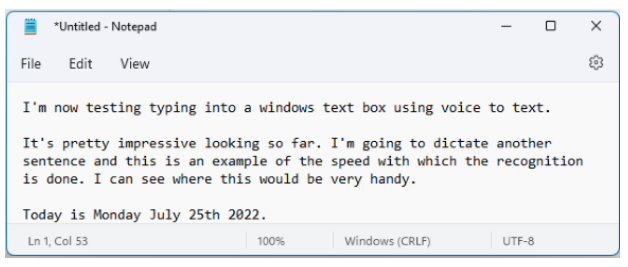 *Untitled - Notepad
File Edit View
I'm now testing typing into a windows text box using voice to text.
It's pretty impressive looking so far. I'm going to dictate another
sentence and this is an example of the speed with which the recognition
is done. I can see where this would be very handy.
Today is Monday July 25th 2022.
Ln 1, Col 53 100% Windows (CRLF) UTF-8